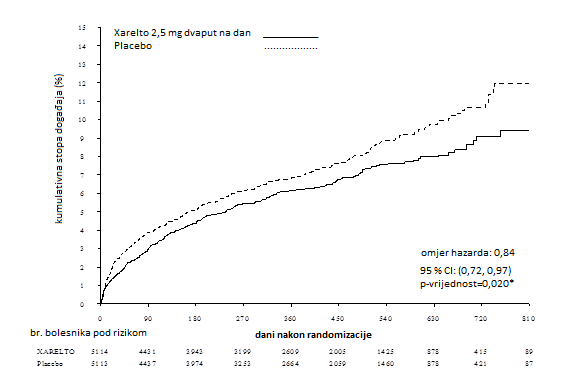 Xarelto 2,5 mg dvaput na dan
Placebo
kumulativna stopa događaja (%)
15
14
13
12
11
10
9
8
7
6
5
4
3
2
1
0
omjer hazarda: 0,84
95 % CI: (0,72, 0,97)
p-vrijednost=0,020*
0 90 180 270 360 450 540 630 720 810
br. bolesnika pod rizikom
dani nakon randomizacije
XARELTO 5114 4431 3943 3199 2609 2005 1425 878 415 89
Placebo 5113 4437 3974 3253 2664 2059 1460 878 421 87